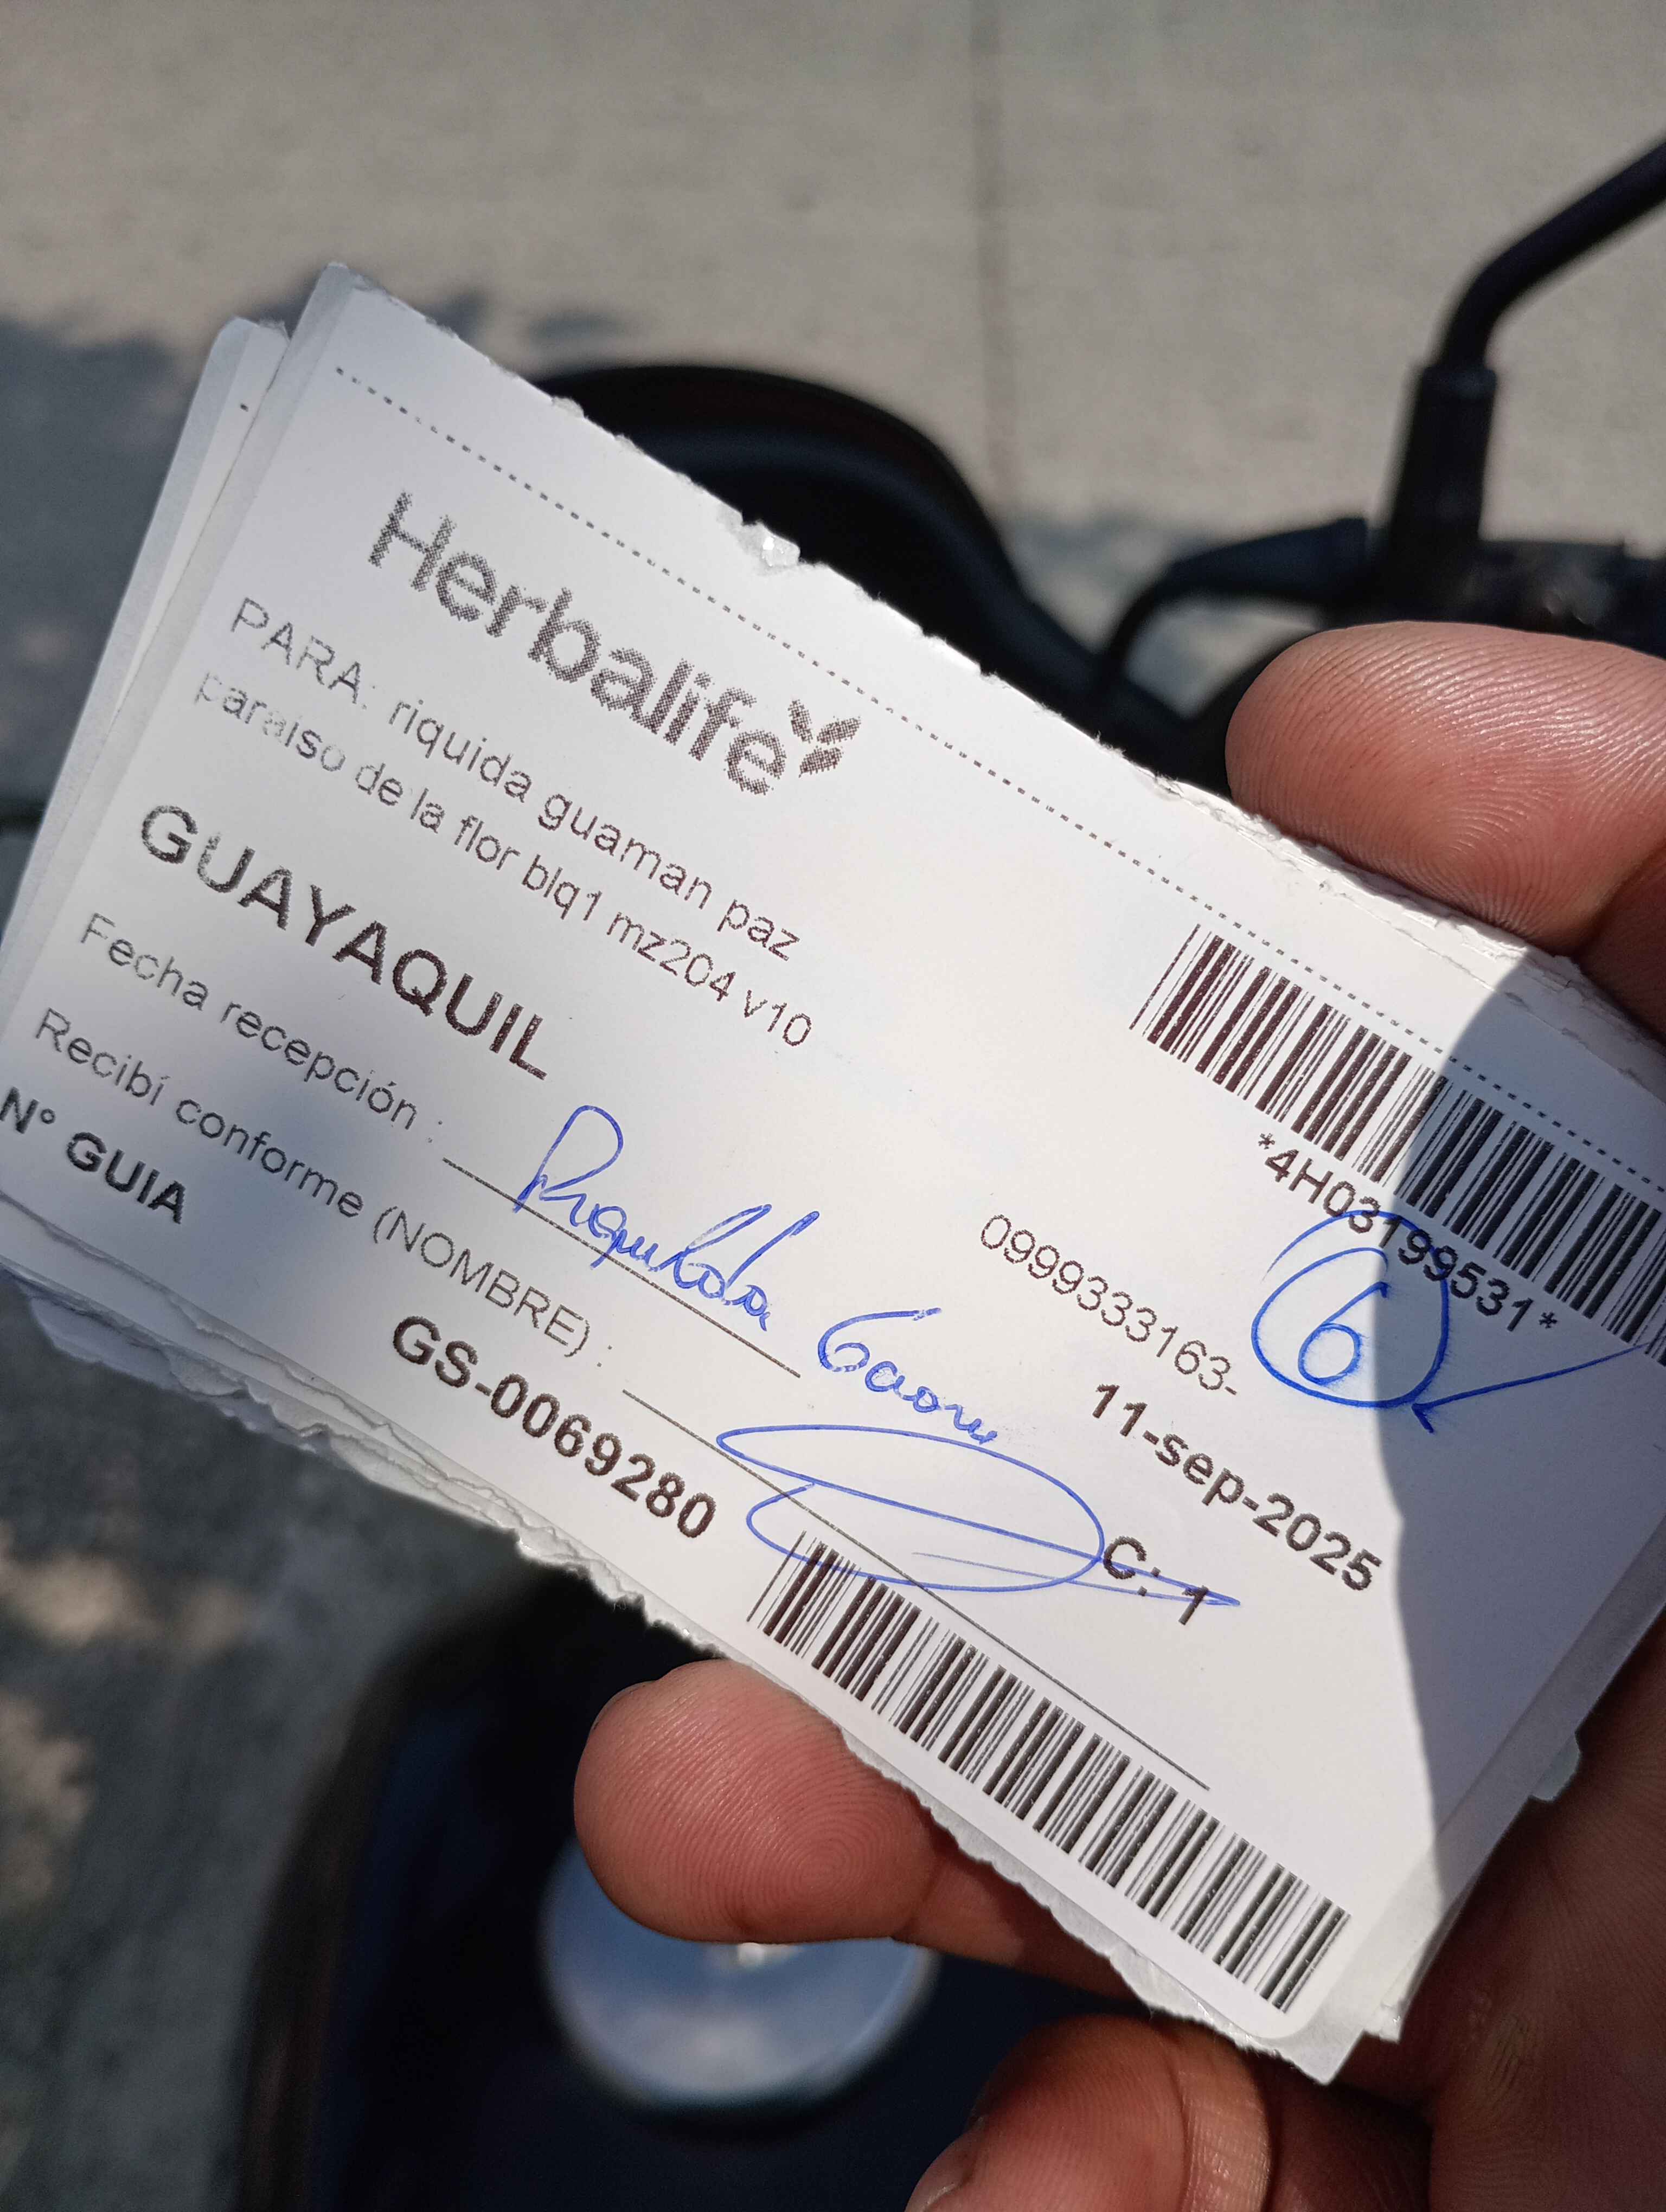 Herbalife
*4H03199531*
6
PARA: riquida guaman paz
paraiso de la flor blq1 mz204 v10
0999333163-
GUAYAQUIL
11-sep-2025
Fecha recepción :
Recibí conforme (NOMBRE) :
N° GUIA
GS-0069280
C: 1